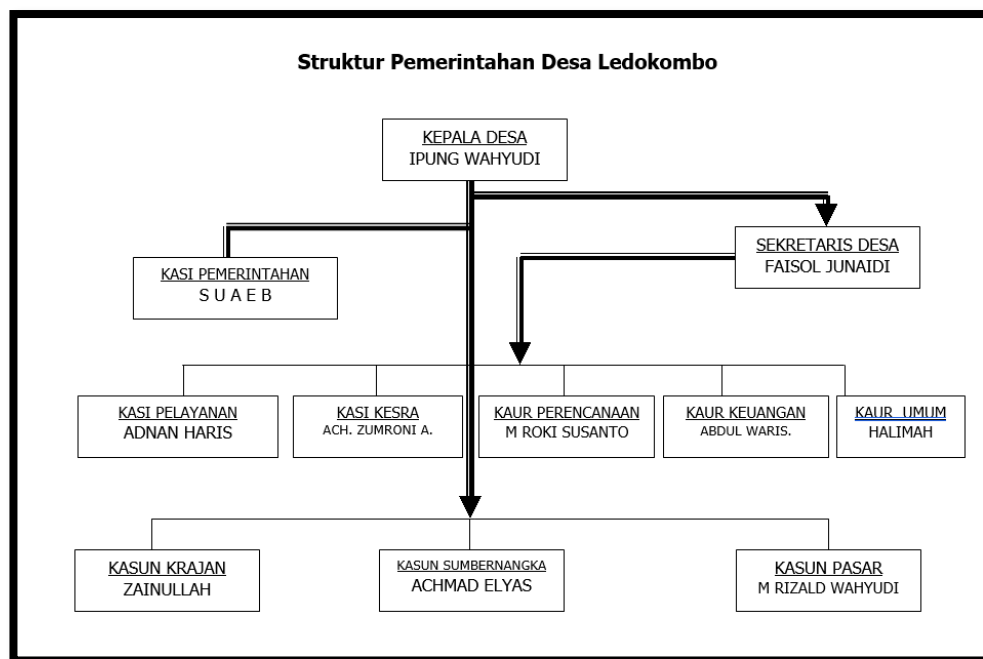 Struktur Pemerintahan Desa Ledokombo
KEPALA DESA
IPUNG WAHYUDI
SEKRETARIS DESA
FAISOL JUNAIDI
KASI PEMERINTAHAN
S U A E B
KASI PELAYANAN
ADNAN HARIS
KASI KESRA
ACH. ZUMRONI A.
KAUR PERENCANAAN
M ROKI SUSANTO
KAUR KEUANGAN
ABDUL WARIS.
KAUR UMUM
HALIMAH
KASUN KRAJAN
ZAINULLAH
KASUN SUMBERNANGKA
ACHMAD ELYAS
KASUN PASAR
M RIZALD WAHYUDI